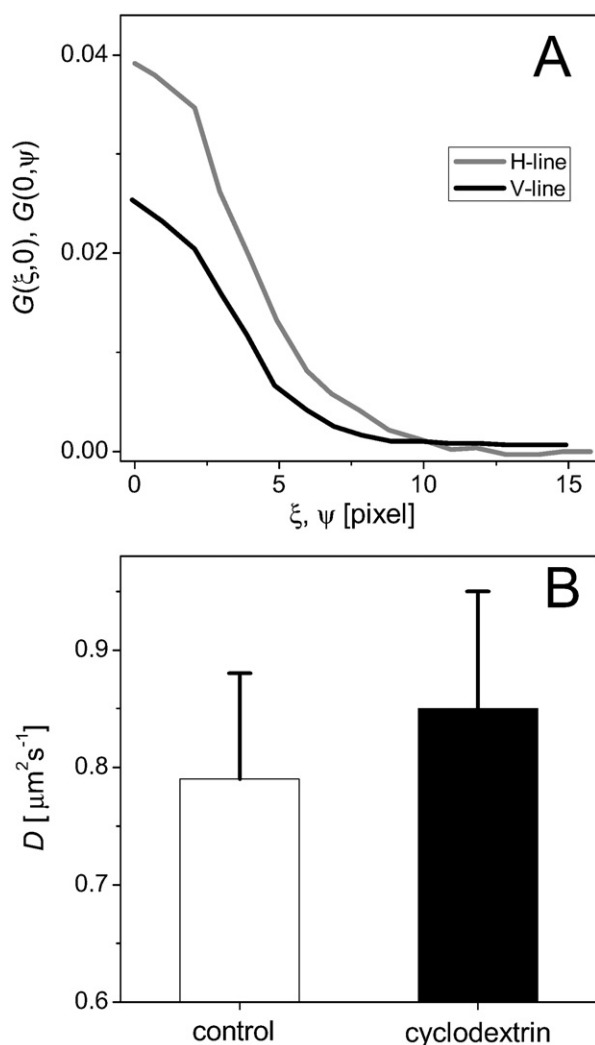 A
0.04
0.02
0.00
G(ξ,0), G(0,ψ)
H-line
V-line
0 5 10 15
ξ, ψ [pixel]
B
0.9
0.8
0.7
0.6
D [μm²s⁻¹]
control cyclodextrin